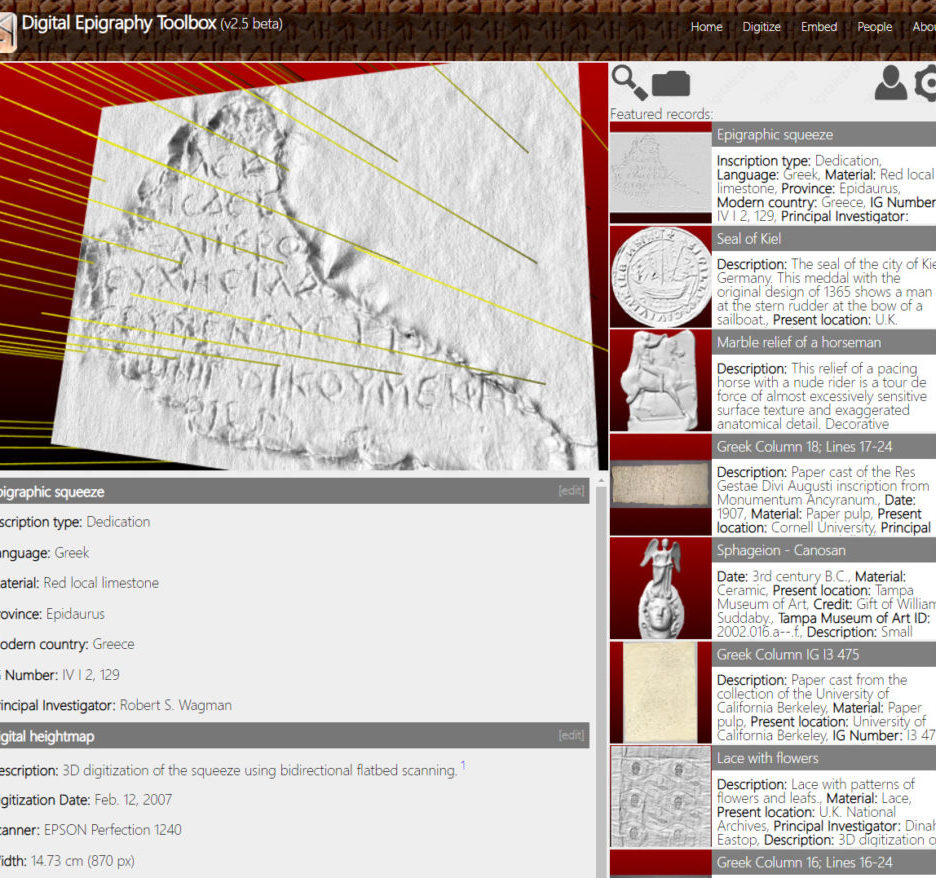 Digital Epigraphy Toolbox (v2.5 beta)
Home Digitize Embed People Abou
ΟΙΚΟΥΜΕ
pigraphic squeeze [edit]
scription type: Dedication
anguage: Greek
aterial: Red local limestone
rovince: Epidaurus
odern country: Greece
Number: IV I 2, 129
rincipal Investigator: Robert S. Wagman
igital heightmap [edit]
escription: 3D digitization of the squeeze using bidirectional flatbed scanning. 1
igitization Date: Feb. 12, 2007
canner: EPSON Perfection 1240
idth: 14.73 cm (870 px)
Featured records:
Epigraphic squeeze
Inscription type: Dedication,
Language: Greek, Material: Red local
limestone, Province: Epidaurus,
Modern country: Greece, IG Number
IV I 2, 129, Principal Investigator:
Seal of Kiel
Description: The seal of the city of Kie
Germany. This meddal with the
original design of 1365 shows a man
at the stern rudder at the bow of a
sailboat., Present location: U.K.
Marble relief of a horseman
Description: This relief of a pacing
horse with a nude rider is a tour de
force of almost excessively sensitive
surface texture and exaggerated
anatomical detail. Decorative
Greek Column 18; Lines 17-24
Description: Paper cast of the Res
Gestae Divi Augusti inscription from
Monumentum Ancyranum., Date:
1907, Material: Paper pulp, Present
location: Cornell University, Principal
Sphageion - Canosan
Date: 3rd century B.C., Material:
Ceramic, Present location: Tampa
Museum of Art, Credit: Gift of William
Suddaby., Tampa Museum of Art ID:
2002.016.a--.f, Description: Small
Greek Column IG I3 475
Description: Paper cast from the
collection of the University of
California Berkeley, Material: Paper
pulp, Present location: University of
California Berkeley, IG Number: I3 47
Lace with flowers
Description: Lace with patterns of
flowers and leafs., Material: Lace,
Present location: U.K. National
Archives, Principal Investigator: Dinah
Eastop, Description: 3D digitization o
Greek Column 16; Lines 16-24